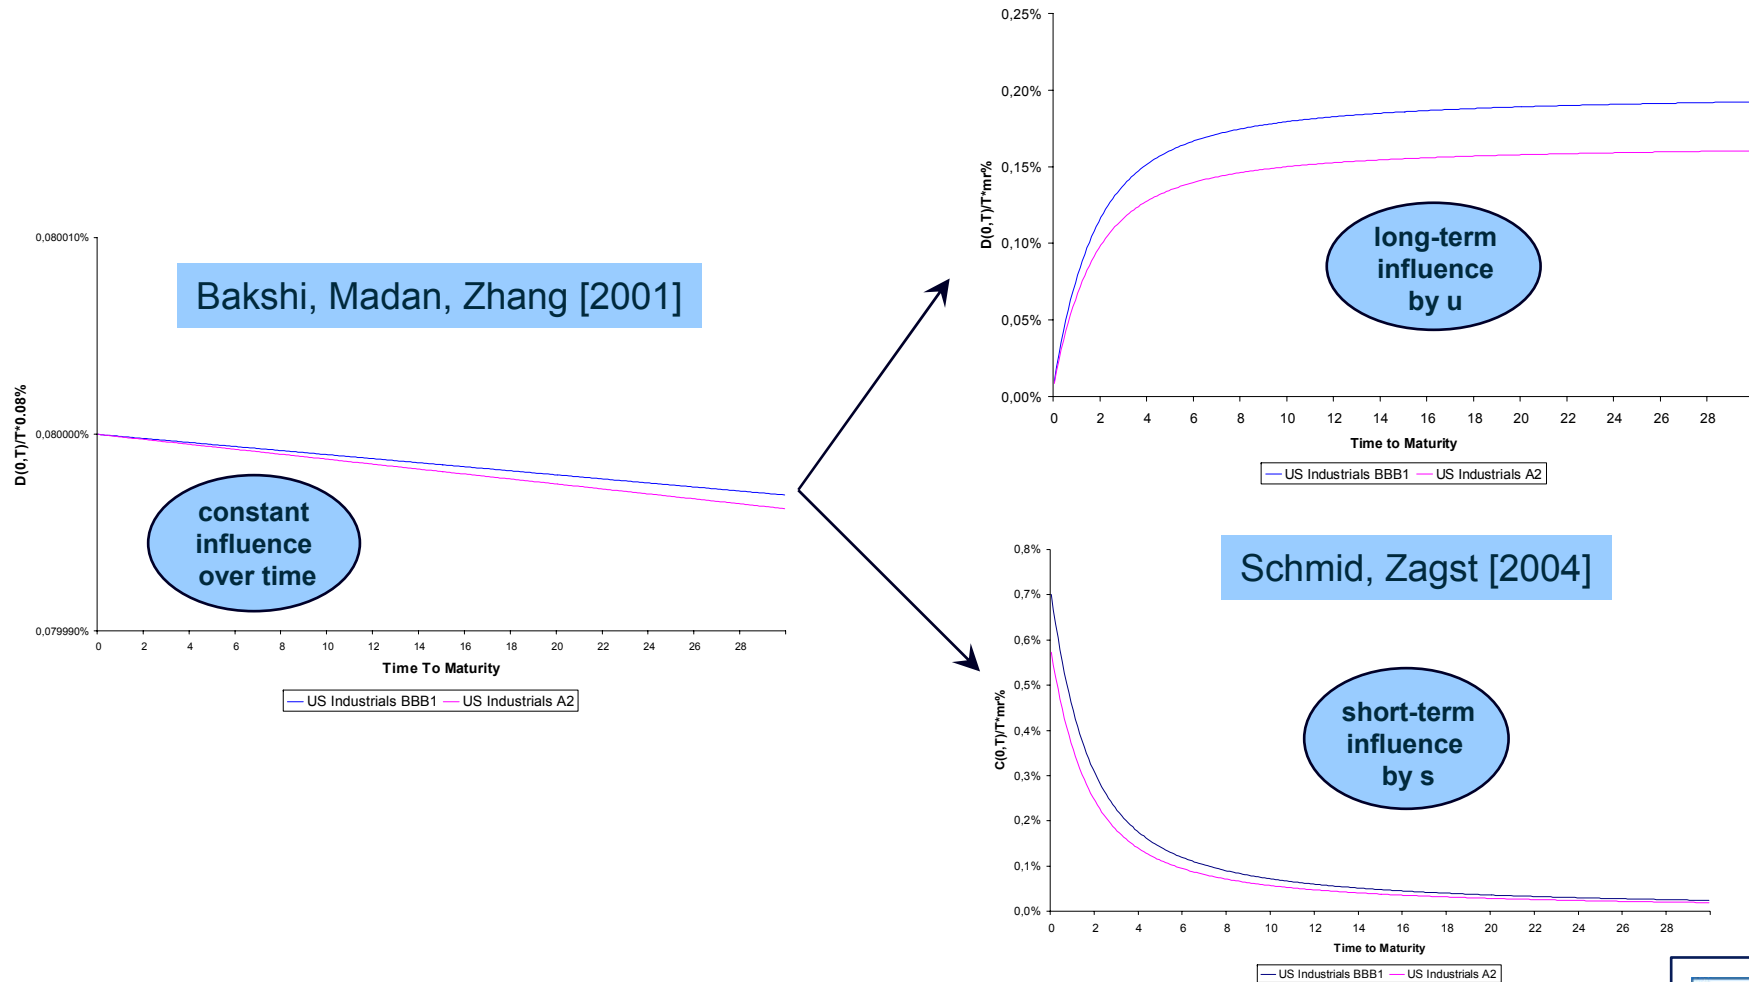 Bakshi, Madan, Zhang [2001]
D(0,T)/T*0.08%
0,080010%
0,080000%
0,079990%
constant
influence
over time
0 2 4 6 8 10 12 14 16 18 20 22 24 26 28
Time To Maturity
US Industrials BBB1 US Industrials A2
D(0,T)/T*mr%
0,25%
0,20%
0,15%
0,10%
0,05%
0,00%
long-term
influence
by u
0 2 4 6 8 10 12 14 16 18 20 22 24 26 28
Time to Maturity
US Industrials BBB1 US Industrials A2
Schmid, Zagst [2004]
C(0,T)/T*mr%
0,8%
0,7%
0,6%
0,5%
0,4%
0,3%
0,2%
0,1%
0,0%
short-term
influence
by s
0 2 4 6 8 10 12 14 16 18 20 22 24 26 28
Time to Maturity
US Industrials BBB1 US Industrials A2